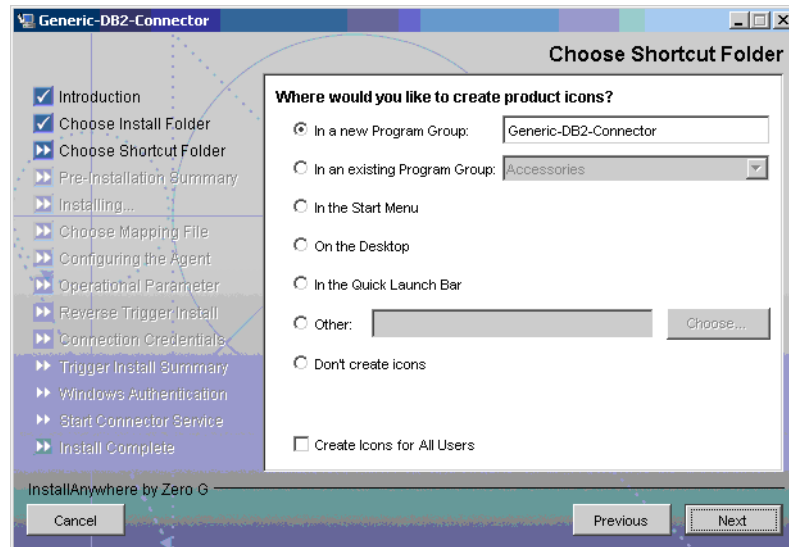 Generic-DB2-Connector
Choose Shortcut Folder
Introduction
Choose Install Folder
Choose Shortcut Folder
Pre-Installation Summary
Installing...
Choose Mapping File
Configuring the Agent
Operational Parameter
Reverse Trigger Install
Connection Credentials
Trigger Install Summary
Windows Authentication
Start Connector Service
Install Complete
Where would you like to create product icons?
In a new Program Group: Generic-DB2-Connector
In an existing Program Group: Accessories
In the Start Menu
On the Desktop
In the Quick Launch Bar
Other: Choose...
Don't create icons
Create Icons for All Users
InstallAnywhere by Zero G
Cancel Previous Next